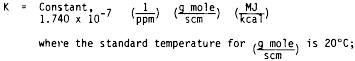 K = Constant,
1.740 x 10-7 (1/ppm) (g mole/scm) (MJ/kcal)
where the standard temperature for (g mole/scm) is 20°C;